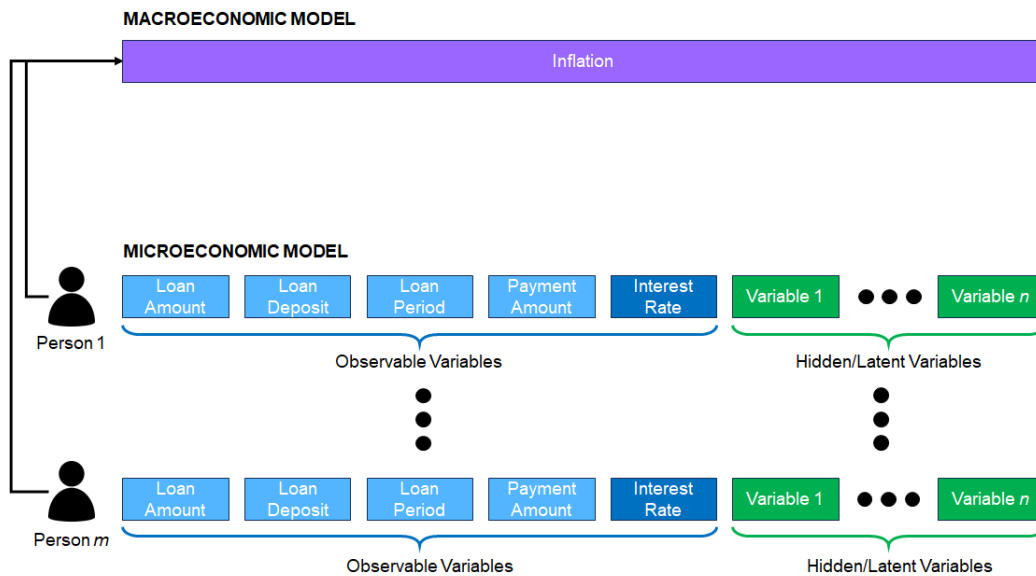 MACROECONOMIC MODEL
Inflation
MICROECONOMIC MODEL
Loan
Amount
Loan
Deposit
Loan
Period
Payment
Amount
Interest
Rate
Variable 1
Variable n
Person 1
Observable Variables
Hidden/Latent Variables
Loan
Amount
Loan
Deposit
Loan
Period
Payment
Amount
Interest
Rate
Variable 1
Variable n
Person m
Observable Variables
Hidden/Latent Variables